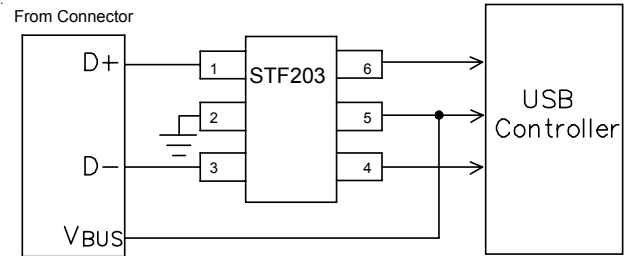 From Connector
D+
D-
VBUS
1
2
3
STF203
6
5
4
USB
Controller